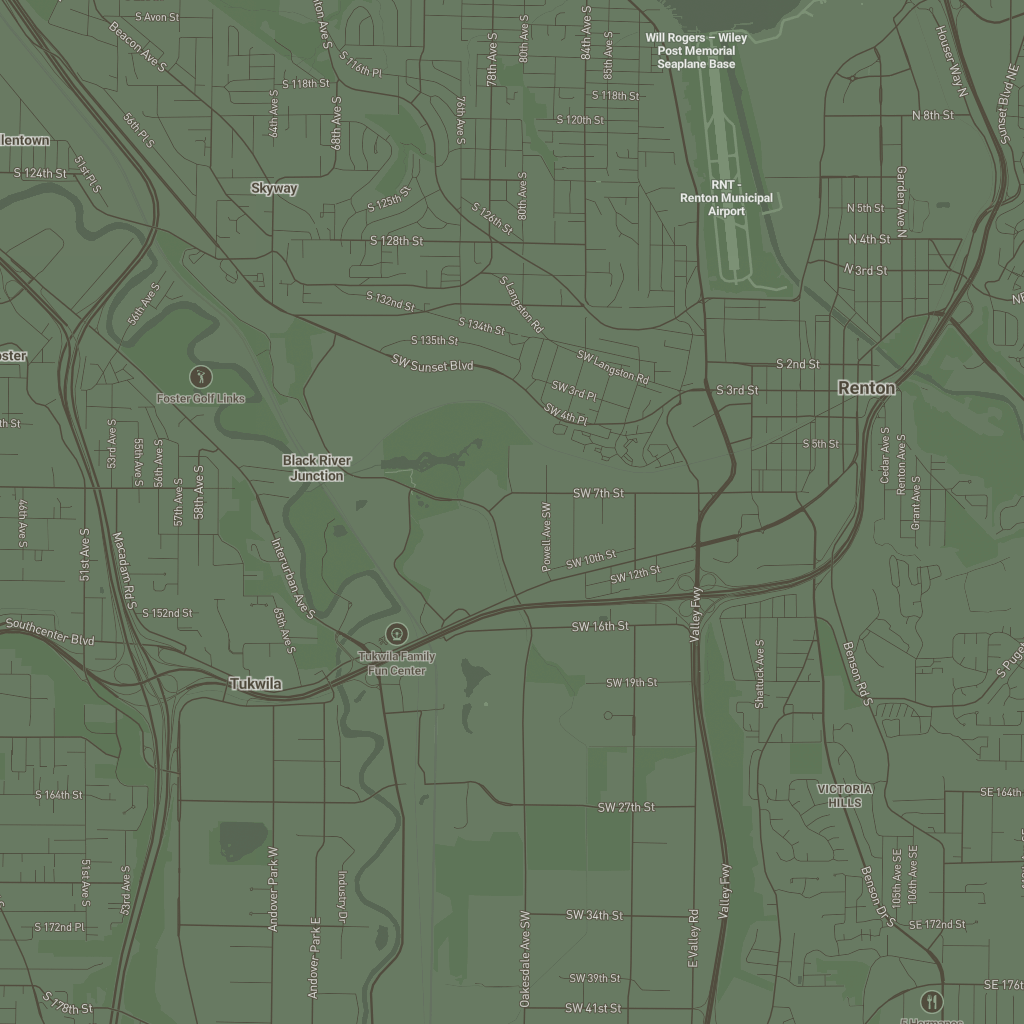 S Avon St
Beacon Ave S
S 116th Pl
78th Ave S
80th Ave S
84th Ave S
85th Ave S
Will Rogers – Wiley
Post Memorial
Seaplane Base
Houser Way N
Sunset Blvd NE
S 118th St
64th Ave S
68th Ave S
76th Ave S
S 118th St
S 120th St
N 8th St
56th Pl S
S 124th St
51st Pl S
Skyway
S 125th St
80th Ave S
S 126th St
RNT -
Renton Municipal
Airport
Garden Ave N
N 5th St
S 128th St
N 4th St
N 3rd St
56th Ave S
S 132nd St
S Langston Rd
S 134th St
S 135th St
SW Sunset Blvd
SW Langston Rd
S 2nd St
Foster Golf Links
SW 3rd Pl
SW 4th Pl
S 3rd St
Renton
53rd Ave S
55th Ave S
56th Ave S
57th Ave S
58th Ave S
Black River
Junction
S 5th St
Cedar Ave S
Renton Ave S
Grant Ave S
46th Ave S
51st Ave S
Macadam Rd S
SW 7th St
Powell Ave SW
Interurban Ave S
SW 10th St
SW 12th St
S 152nd St
65th Ave S
Southcenter Blvd
Tukwila Family
Fun Center
SW 16th St
Valley Fwy
Shattuck Ave S
Benson Rd S
Tukwila
SW 19th St
S 164th St
SW 27th St
VICTORIA
HILLS
51st Ave S
53rd Ave S
Andover Park W
Industry Dr
Andover Park E
Valley Fwy
105th Ave SE
106th Ave SE
Benson Dr S
S 172nd Pl
SW 34th St
E Valley Rd
SE 172nd St
Oakesdale Ave SW
SW 39th St
S 178th St
SW 41st St